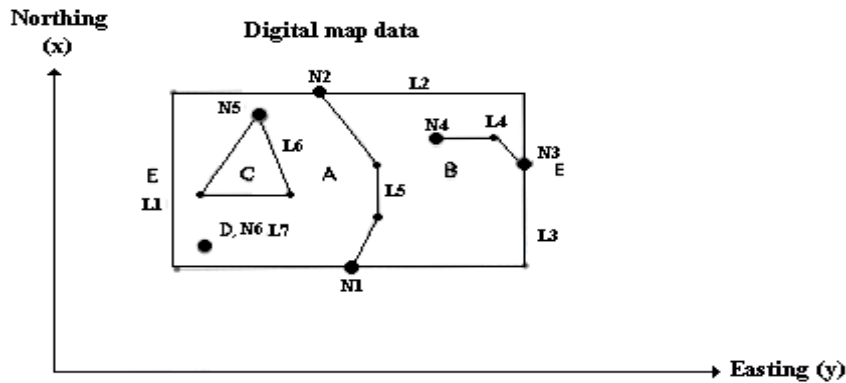 Northing
(x)
Digital map data
N2
L2
N5
N4
L4
L6
N3
E
C
A
B
E
L1
L5
D, N6 L7
L3
N1
Easting (y)